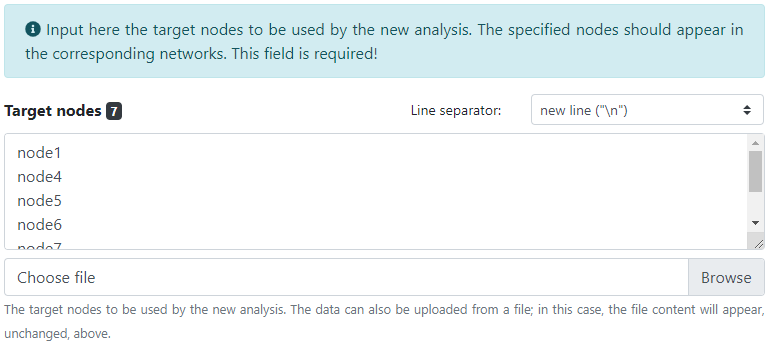 Input here the target nodes to be used by the new analysis. The specified nodes should appear in
the corresponding networks. This field is required!
Target nodes 7 Line separator: new line ("\n")
node1
node4
node5
node6
node7
Choose file Browse
The target nodes to be used by the new analysis. The data can also be uploaded from a file; in this case, the file content will appear,
unchanged, above.